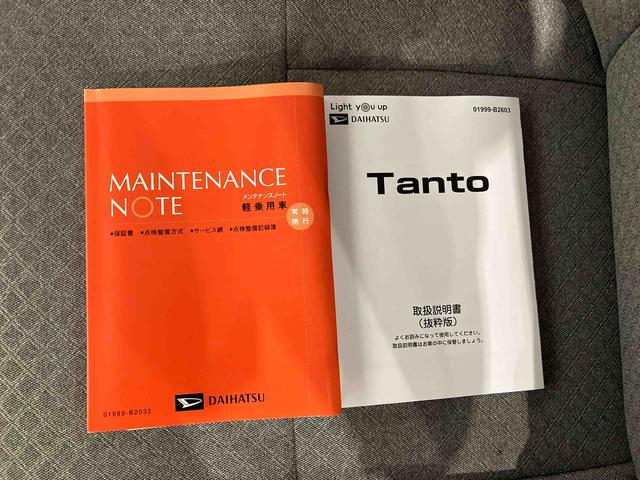 MAINTENANCE
NOTE
メンテナンスノート
軽乗用車
常時
携行
●保証書 ●点検整備方式 ●サービス網 ●点検整備記録簿
DAIHATSU
01989-B2032
Light you up
DAIHATSU
01999-B2603
Tanto
取扱説明書
（抜粋版）
よくお読みになって使用してください。
取扱説明書はお車の中に保管しましょう。